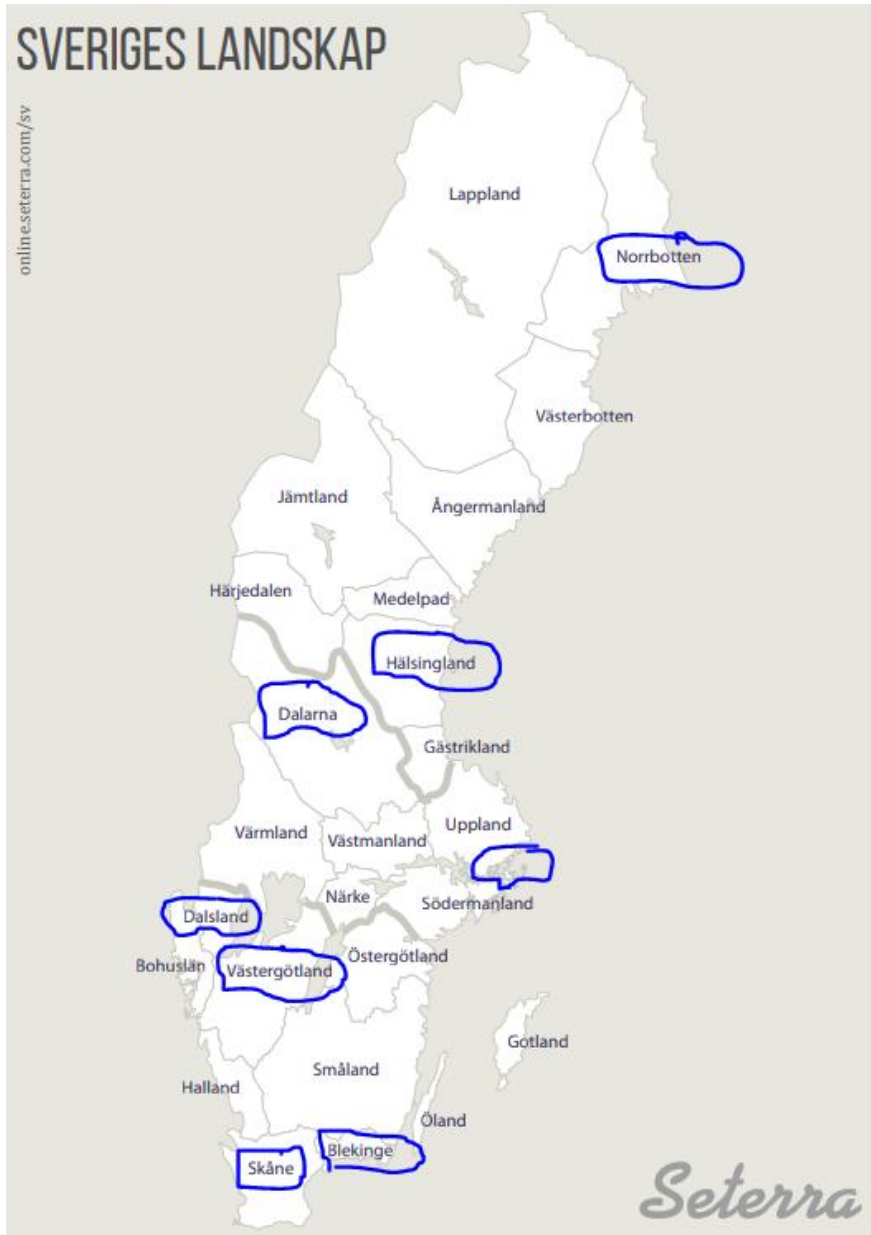 SVERIGES LANDSKAP
online.seterra.com/sv
Lappland
Norrbotten
Västerbotten
Jämtland
Ångermanland
Härjedalen
Medelpad
Hälsingland
Dalarna
Gästrikland
Uppland
Värmland
Västmanland
Närke
Södermanland
Dalsland
Östergötland
Bohuslän
Västergötland
Gotland
Småland
Halland
Öland
Blekinge
Skåne
Seterra